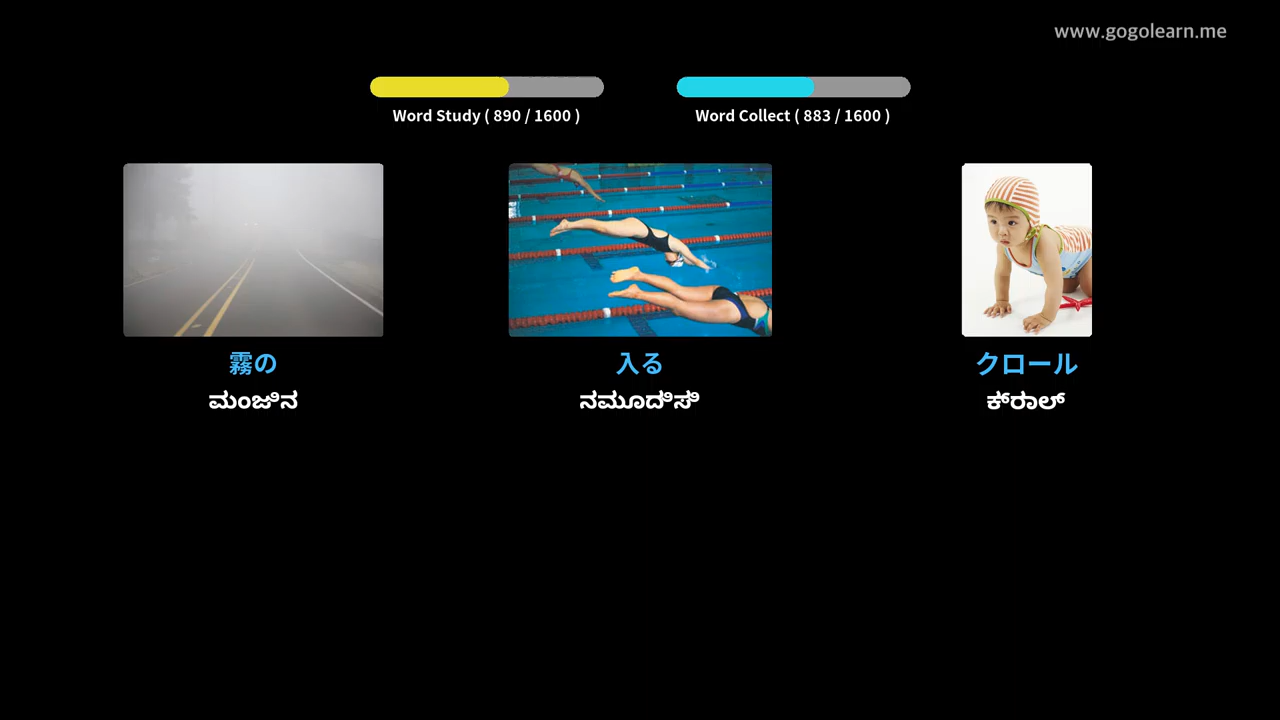 www.gogolearn.me
Word Study ( 890 / 1600 )
Word Collect ( 883 / 1600 )
霧の
入る
クロール
ಮಂಜಿನ
ನಮೂದಿಸಿ
ಕ್ರಾಲ್